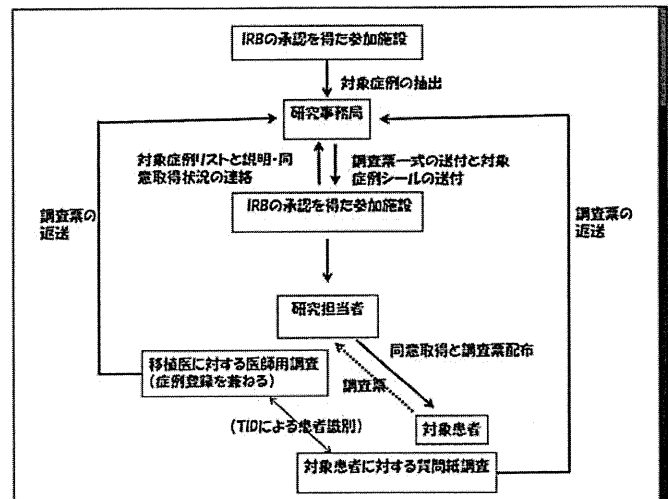 IRBの承認を得た参加施設
対象症例の抽出
研究事務局
対象症例リストと説明・同
意取得状況の連絡
調査票一式の送付と対象
症例シールの送付
IRBの承認を得た参加施設
調査票の
返送
調査票の
返送
研究担当者
同意取得と調査票配布
移植医に対する医師用調査
(症例登録を兼ねる)
調査票
(TIDによる患者識別)
対象患者
対象患者に対する質問紙調査